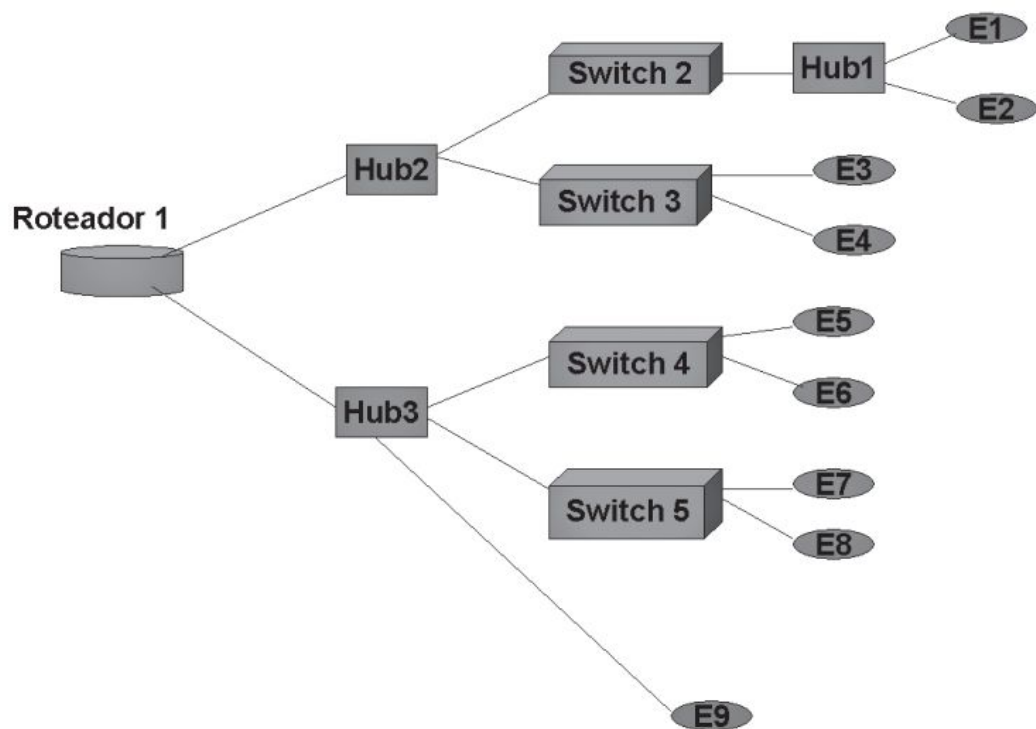 E1
Switch 2
Hub1
E2
Hub2
E3
Switch 3
E4
Roteador 1
E5
Switch 4
E6
Hub3
E7
Switch 5
E8
E9